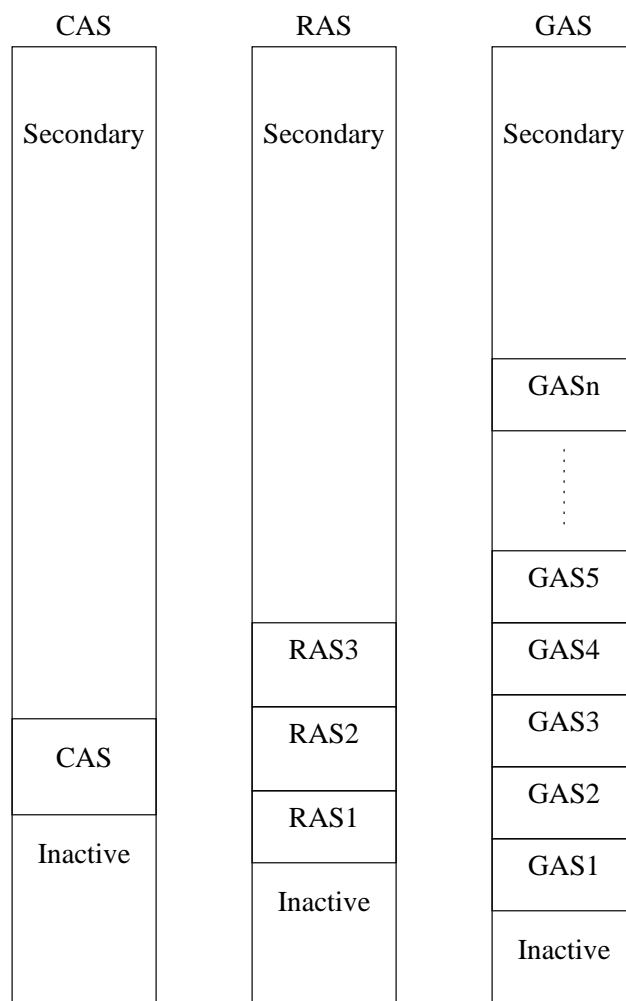 CAS
Secondary
CAS
Inactive
RAS
Secondary
RAS3
RAS2
RAS1
Inactive
GAS
Secondary
GASn
GAS5
GAS4
GAS3
GAS2
GAS1
Inactive